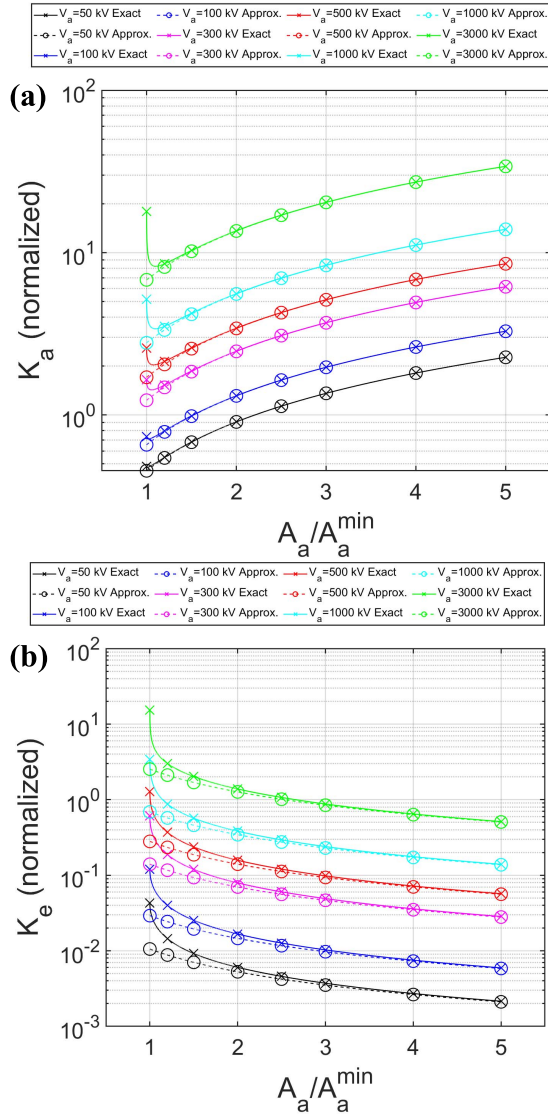 V_a=50 kV Exact V_a=100 kV Approx. V_a=500 kV Exact V_a=1000 kV Approx.
V_a=50 kV Approx. V_a=300 kV Exact V_a=500 kV Approx. V_a=3000 kV Exact
V_a=100 kV Exact V_a=300 kV Approx. V_a=1000 kV Exact V_a=3000 kV Approx.
(a)
10^2
10^1
10^0
K_a (normalized)
1 2 3 4 5
A_a/A_a^min
V_a=50 kV Exact V_a=100 kV Approx. V_a=500 kV Exact V_a=1000 kV Approx.
V_a=50 kV Approx. V_a=300 kV Exact V_a=500 kV Approx. V_a=3000 kV Exact
V_a=100 kV Exact V_a=300 kV Approx. V_a=1000 kV Exact V_a=3000 kV Approx.
(b)
10^2
10^1
10^0
10^-1
10^-2
10^-3
K_e (normalized)
1 2 3 4 5
A_a/A_a^min